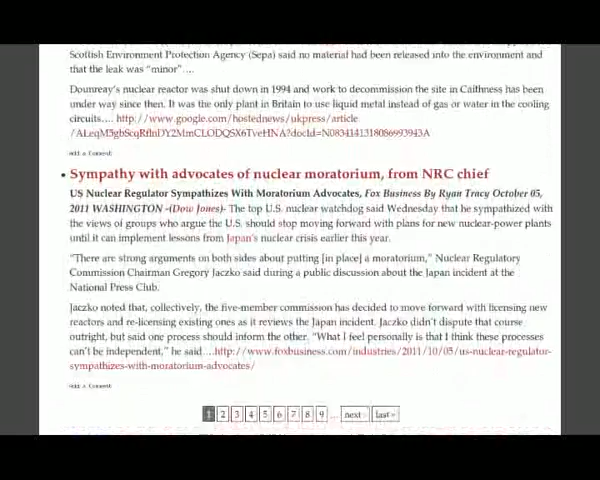 Scottish Environment Protection Agency (Sepa) said no material had been released into the environment and
that the leak was "minor"....
Dounreay's nuclear reactor was shut down in 1994 and work to decommission the site in Caithness has been
under way since then. It was the only plant in Britain to use liquid metal instead of gas or water in the cooling
circuits.... http://www.google.com/hostednews/ukpress/article
/ALeqM5gbScqRflnDY2MmCLODQSX6TveHNA?docId=N0834141318086993943A
Add a Comment
• Sympathy with advocates of nuclear moratorium, from NRC chief
US Nuclear Regulator Sympathizes With Moratorium Advocates, Fox Business By Ryan Tracy October 05,
2011 WASHINGTON -(Dow Jones)- The top U.S. nuclear watchdog said Wednesday that he sympathized with
the views of groups who argue the U.S. should stop moving forward with plans for new nuclear-power plants
until it can implement lessons from Japan's nuclear crisis earlier this year.
"There are strong arguments on both sides about putting [in place] a moratorium," Nuclear Regulatory
Commission Chairman Gregory Jaczko said during a public discussion about the Japan incident at the
National Press Club.
Jaczko noted that, collectively, the five-member commission has decided to move forward with licensing new
reactors and re-licensing existing ones as it reviews the Japan incident. Jaczko didn't dispute that course
outright, but said one process should inform the other. "What I feel personally is that I think these processes
can't be independent," he said....http://www.foxbusiness.com/industries/2011/10/05/us-nuclear-regulator-
sympathizes-with-moratorium-advocates/
Add a Comment
1 2 3 4 5 6 7 8 9 ... next › last »